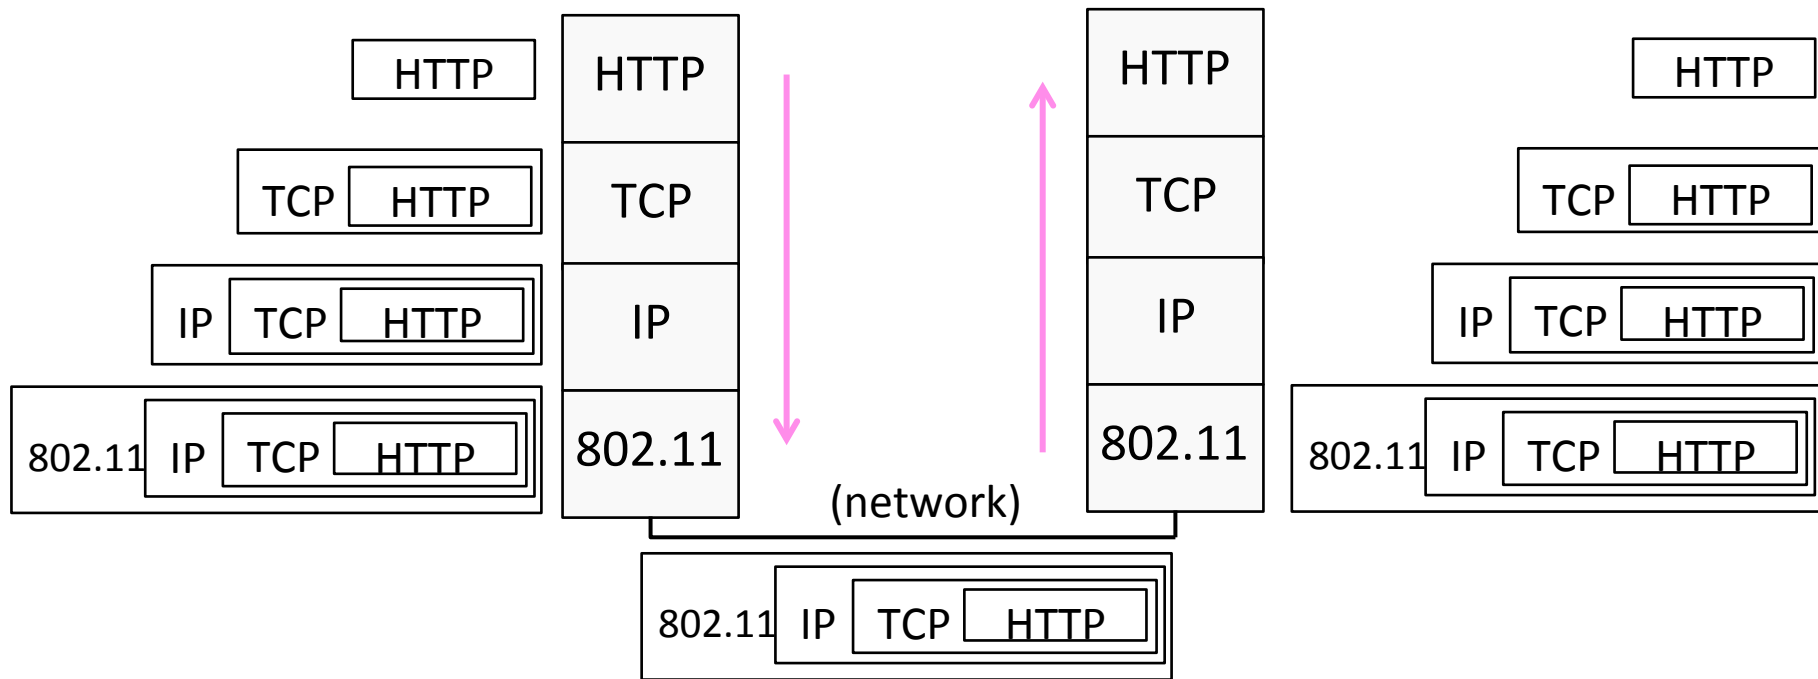 HTTP HTTP HTTP HTTP
TCP HTTP TCP TCP TCP HTTP
IP TCP HTTP IP IP IP TCP HTTP
802.11 IP TCP HTTP 802.11 802.11 802.11 IP TCP HTTP
(network)
802.11 IP TCP HTTP